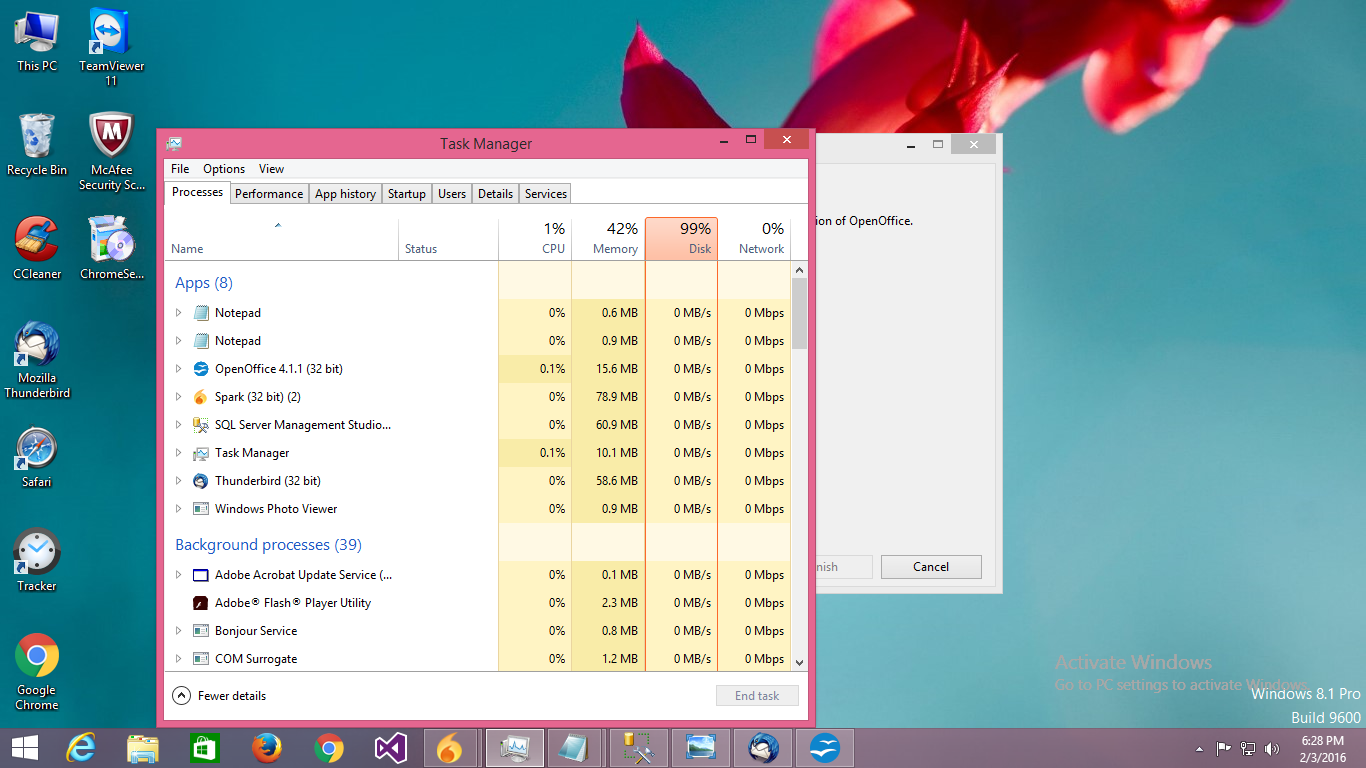 This PC
TeamViewer
11
Recycle Bin
McAfee
Security Sc...
CCleaner
ChromeSe...
Mozilla
Thunderbird
Safari
Tracker
Google
Chrome
Task Manager
File Options View
Processes Performance App history Startup Users Details Services
1% 42% 99% 0%
Name Status CPU Memory Disk Network
Apps (8)
Notepad 0% 0.6 MB 0 MB/s 0 Mbps
Notepad 0% 0.9 MB 0 MB/s 0 Mbps
OpenOffice 4.1.1 (32 bit) 0.1% 15.6 MB 0 MB/s 0 Mbps
Spark (32 bit) (2) 0% 78.9 MB 0 MB/s 0 Mbps
SQL Server Management Studio... 0% 60.9 MB 0 MB/s 0 Mbps
Task Manager 0.1% 10.1 MB 0 MB/s 0 Mbps
Thunderbird (32 bit) 0% 58.6 MB 0 MB/s 0 Mbps
Windows Photo Viewer 0% 0.9 MB 0 MB/s 0 Mbps
Background processes (39)
Adobe Acrobat Update Service (... 0% 0.1 MB 0 MB/s 0 Mbps
Adobe® Flash® Player Utility 0% 2.3 MB 0 MB/s 0 Mbps
Bonjour Service 0% 0.8 MB 0 MB/s 0 Mbps
COM Surrogate 0% 1.2 MB 0 MB/s 0 Mbps
Fewer details
End task
ion of OpenOffice.
nish
Cancel
Activate Windows
Go to PC settings to activate Windows.
Windows 8.1 Pro
Build 9600
6:28 PM
2/3/2016